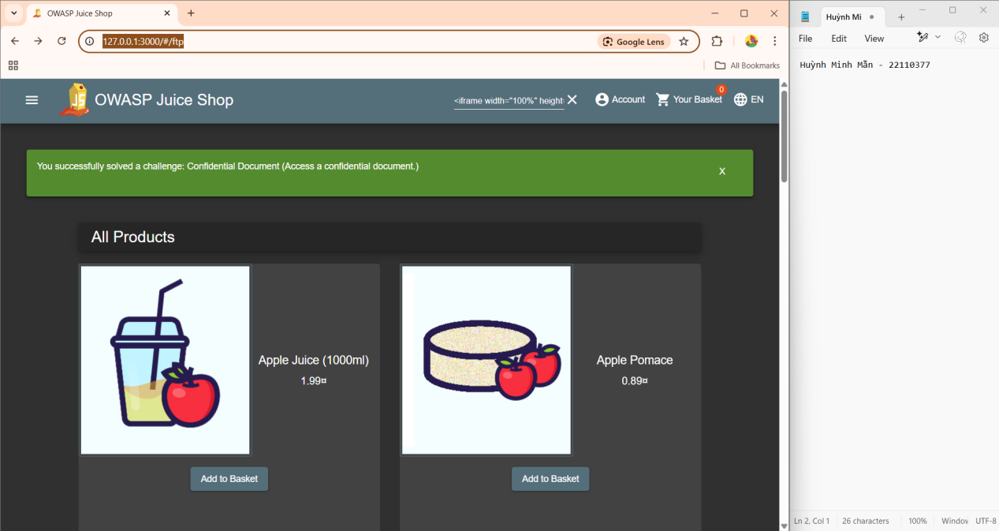 OWASP Juice Shop
127.0.0.1:3000/#/ftp
Google Lens
All Bookmarks
JS
OWASP Juice Shop
<iframe width="100%" height:
Account
0
Your Basket
EN
You successfully solved a challenge: Confidential Document (Access a confidential document.)
X
All Products
Apple Juice (1000ml)
1.99¤
Apple Pomace
0.89¤
Add to Basket
Add to Basket
Huỳnh Mi
File Edit View
Huỳnh Minh Mẫn - 22110377
Ln 2, Col 1 26 characters 100% Window UTF-8